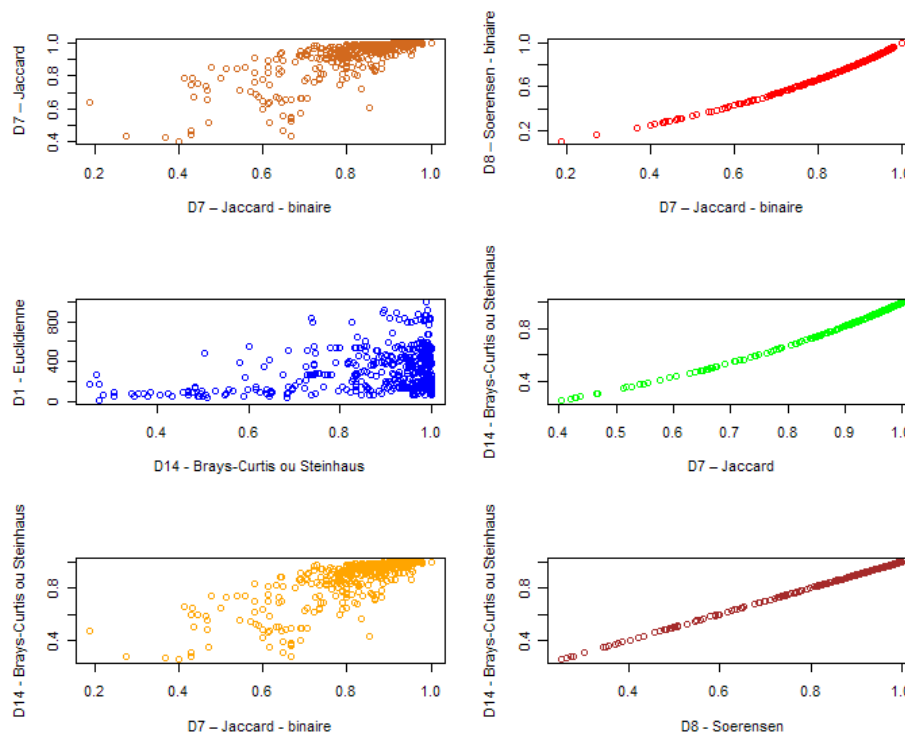 D7 – Jaccard
1.0
0.8
0.6
0.4
0.2 0.4 0.6 0.8 1.0
D7 – Jaccard - binaire
D8 – Soerensen - binaire
1.0
0.6
0.2
0.2 0.4 0.6 0.8 1.0
D7 – Jaccard - binaire
D1 - Euclidienne
800
400
0
0.4 0.6 0.8 1.0
D14 - Brays-Curtis ou Steinhaus
D14 - Brays-Curtis ou Steinhaus
0.8
0.4
0.4 0.5 0.6 0.7 0.8 0.9 1.0
D7 – Jaccard
D14 - Brays-Curtis ou Steinhaus
0.8
0.4
0.2 0.4 0.6 0.8 1.0
D7 – Jaccard - binaire
D14 - Brays-Curtis ou Steinhaus
0.8
0.4
0.4 0.6 0.8 1.0
D8 - Soerensen